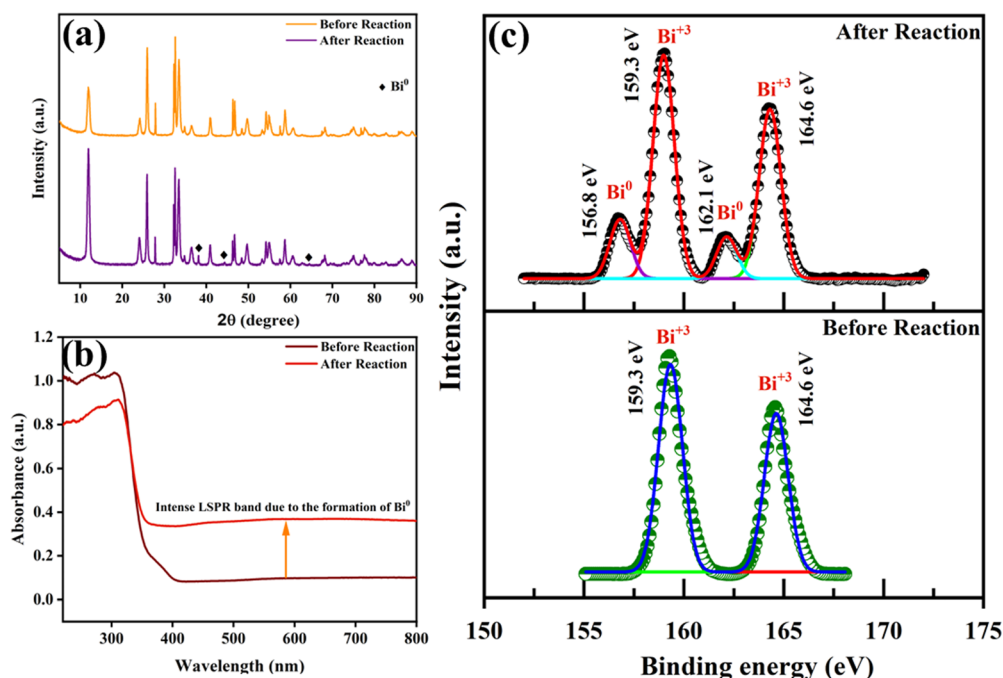 (a)
Before Reaction
After Reaction
♦ Bi⁰
Intensity (a.u.)
10 20 30 40 50 60 70 80 90
2θ (degree)
(b)
Before Reaction
After Reaction
1.2
1.0
0.8
0.6
0.4
0.2
0.0
Absorbance (a.u.)
Intense LSPR band due to the formation of Bi⁰
300 400 500 600 700 800
Wavelength (nm)
(c)
After Reaction
Bi⁺³
159.3 eV
Bi⁺³
164.6 eV
156.8 eV
Bi⁰
162.1 eV
Bi⁰
Intensity (a.u.)
Before Reaction
Bi⁺³
159.3 eV
Bi⁺³
164.6 eV
150 155 160 165 170 175
Binding energy (eV)